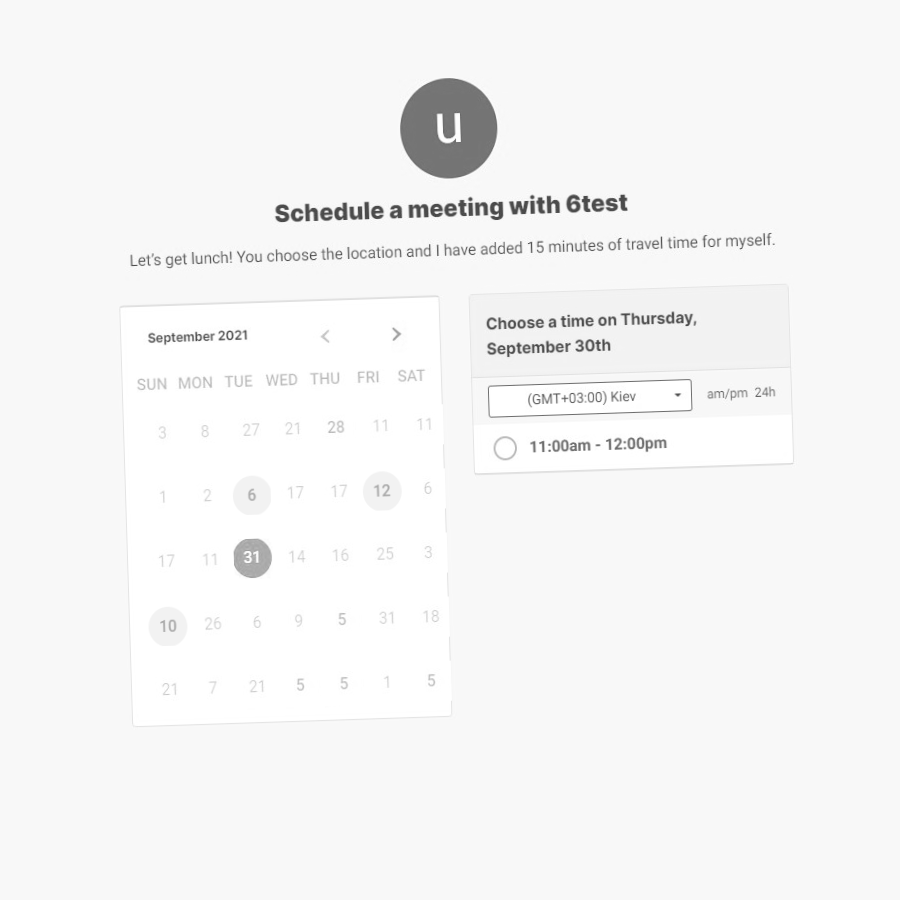 u
Schedule a meeting with 6test
Let's get lunch! You choose the location and I have added 15 minutes of travel time for myself.
September 2021
SUN MON TUE WED THU FRI SAT
3 8 27 21 28 11 11
1 2 6 17 17 12 6
17 11 31 14 16 25 3
10 26 6 9 5 31 18
21 7 21 5 5 1 5
Choose a time on Thursday,
September 30th
(GMT+03:00) Kiev am/pm 24h
11:00am - 12:00pm